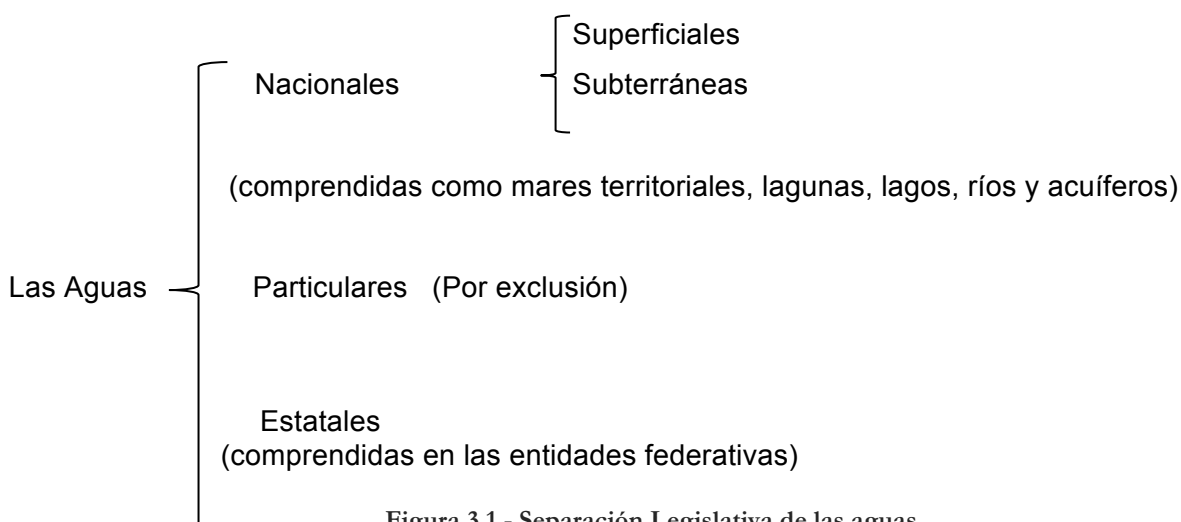 Superficiales
Nacionales
Subterráneas
(comprendidas como mares territoriales, lagunas, lagos, ríos y acuíferos)
Las Aguas
Particulares (Por exclusión)
Estatales
(comprendidas en las entidades federativas)
Figura 3.1 - Separación Legislativa de las aguas